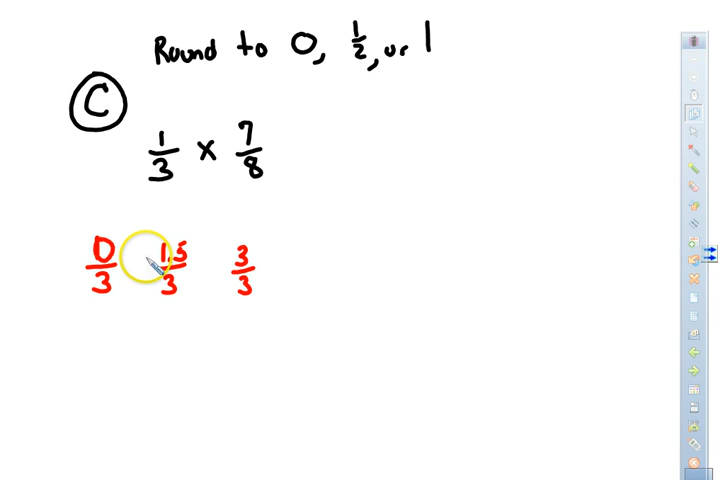 Round to 0, 1/2, or 1
C
1/3 x 7/8
0/3 1.5/3 3/3